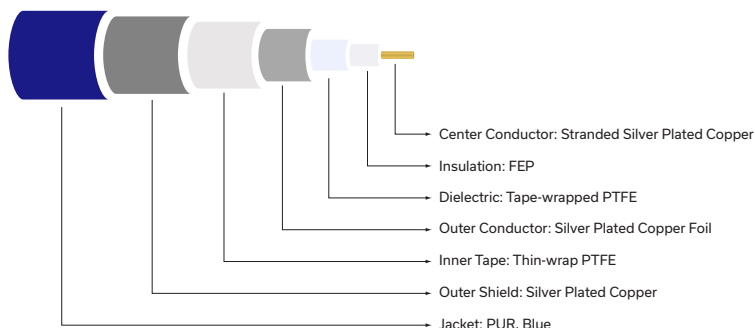 Center Conductor: Stranded Silver Plated Copper
Insulation: FEP
Dielectric: Tape-wrapped PTFE
Outer Conductor: Silver Plated Copper Foil
Inner Tape: Thin-wrap PTFE
Outer Shield: Silver Plated Copper
Jacket: PUR, Blue